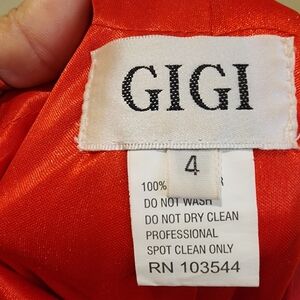 GIGI
4
100%
DO NOT WASH
DO NOT DRY CLEAN
PROFESSIONAL
SPOT CLEAN ONLY
RN 103544